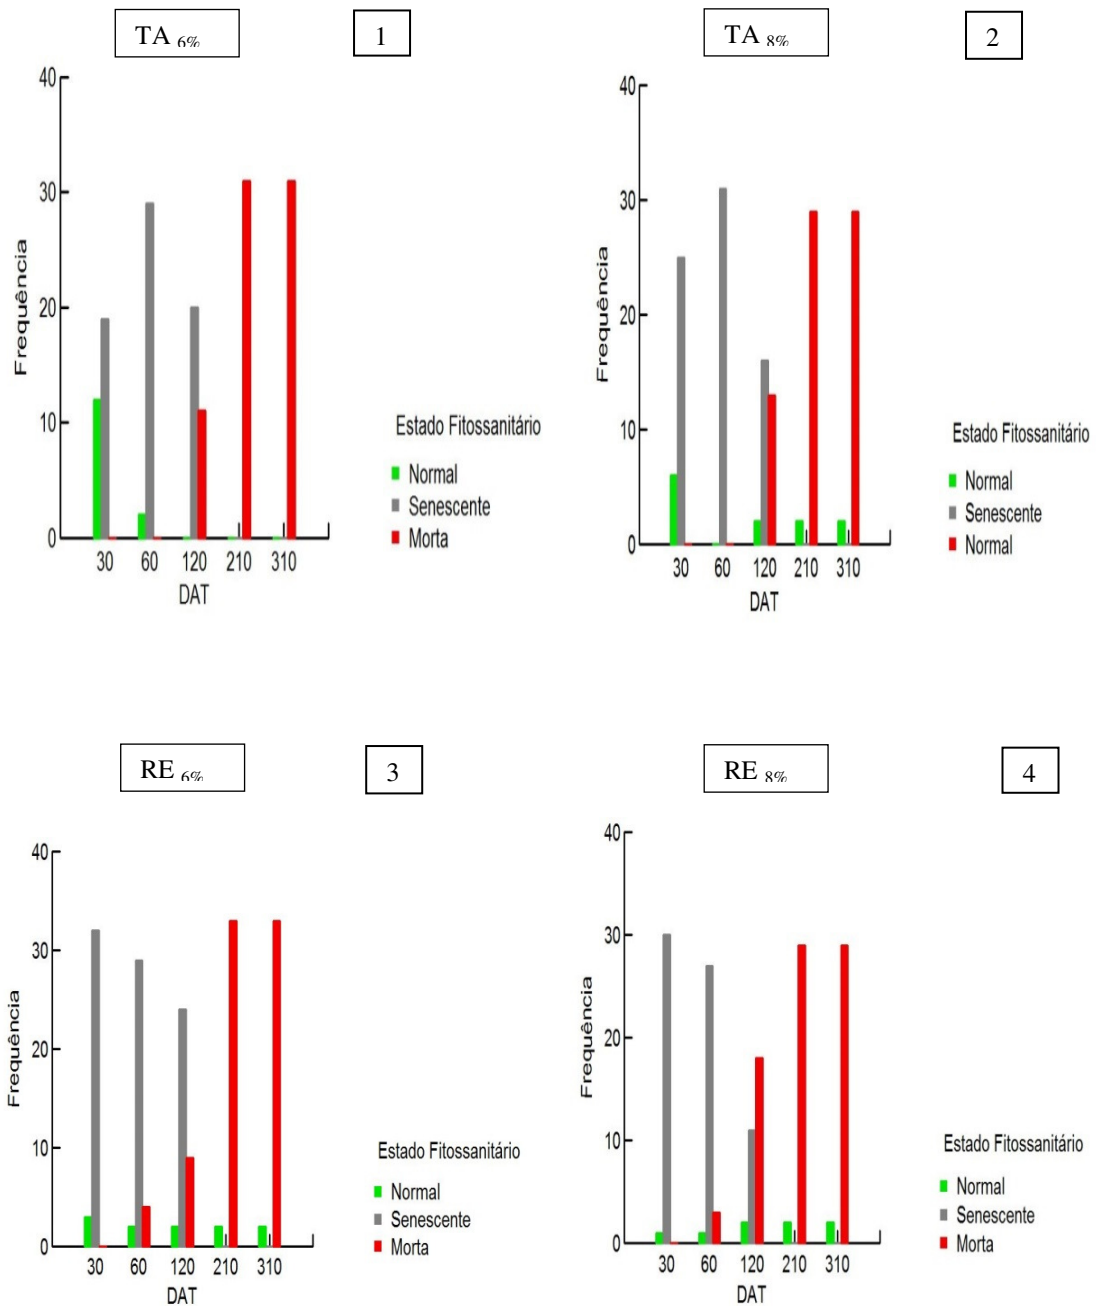 TA 6%
1
40
30
20
10
0
Frequência
30 60 120 210 310
DAT
Estado Fitossanitário
Normal
Senescente
Morta
TA 8%
2
40
30
20
10
0
Frequência
30 60 120 210 310
DAT
Estado Fitossanitário
Normal
Senescente
Normal
RE 6%
3
40
30
20
10
0
Frequência
30 60 120 210 310
DAT
Estado Fitossanitário
Normal
Senescente
Morta
RE 8%
4
40
30
20
10
0
Frequência
30 60 120 210 310
DAT
Estado Fitossanitário
Normal
Senescente
Morta